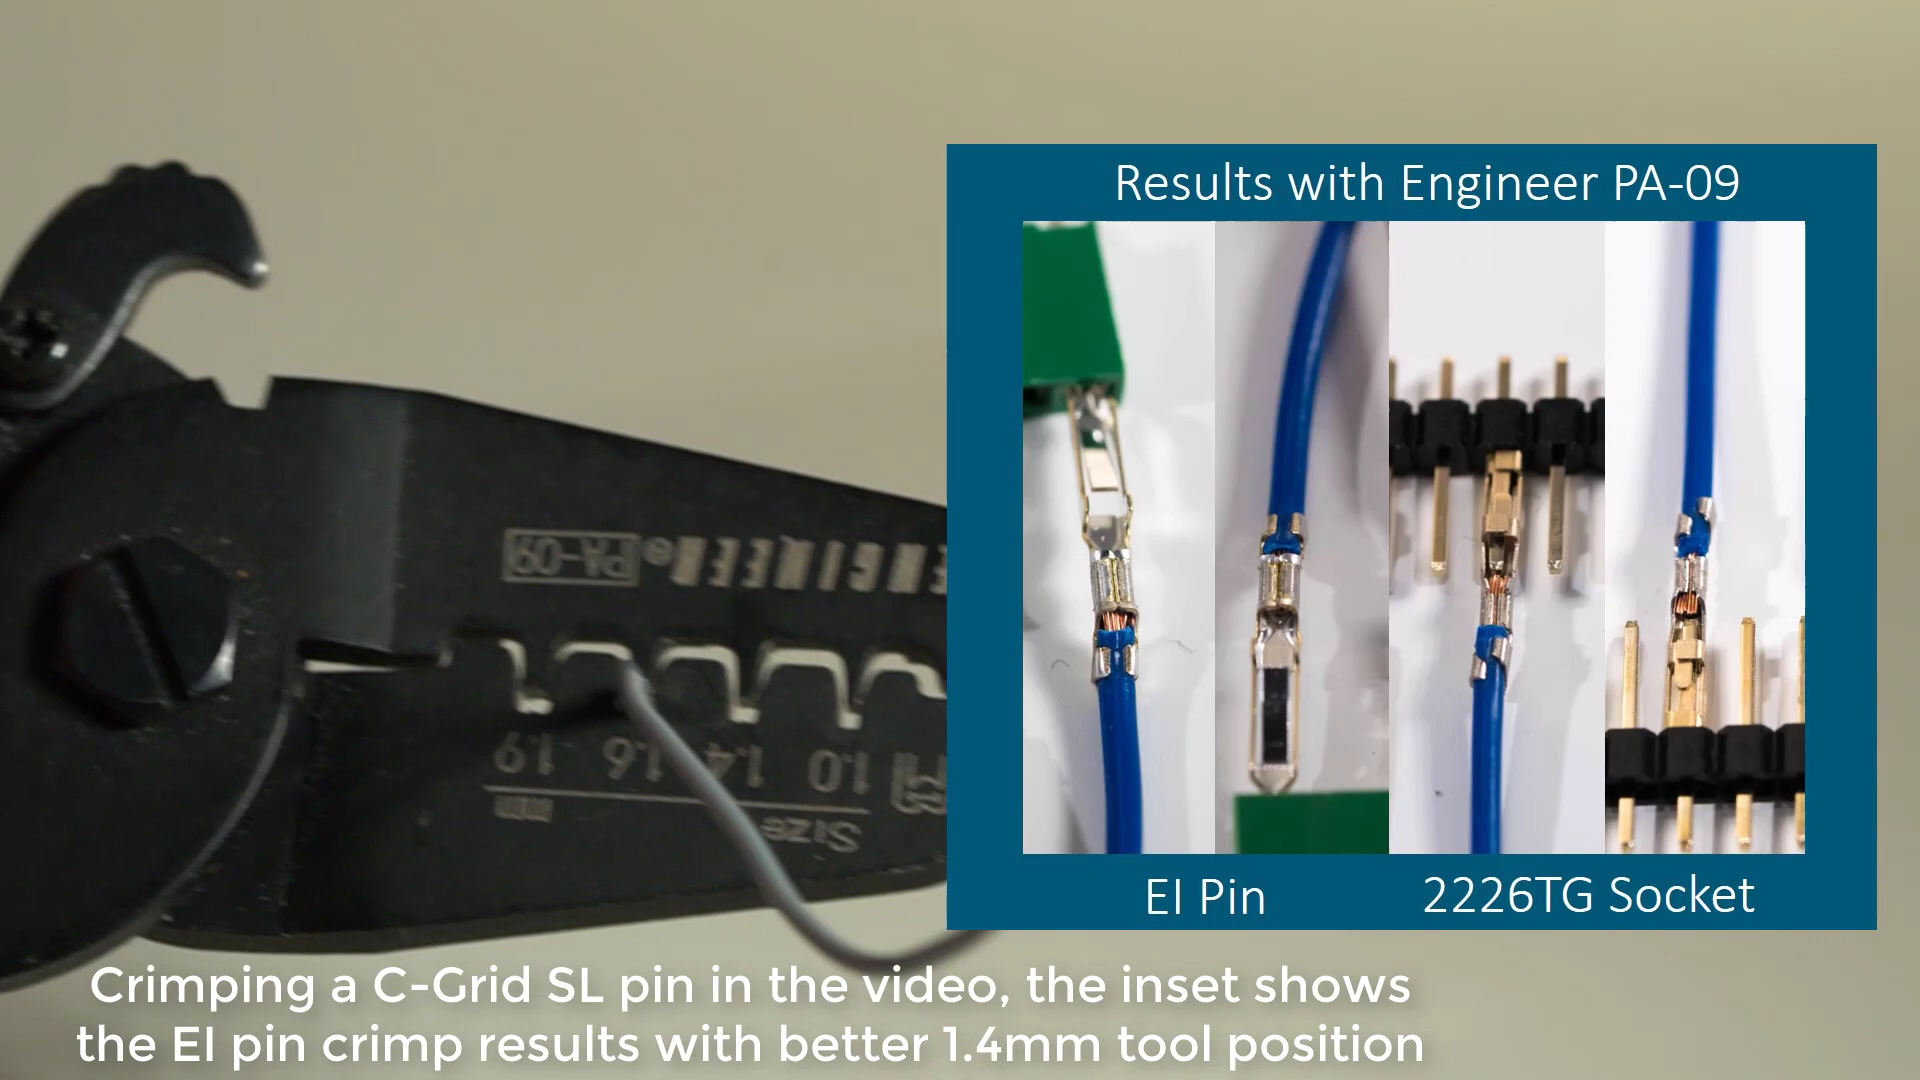 Results with Engineer PA-09
PA-09
ENGINEER®
1.9 1.6 1.4 1.0
mm
Size
EI Pin
2226TG Socket
Crimping a C-Grid SL pin in the video, the inset shows
the EI pin crimp results with better 1.4mm tool position